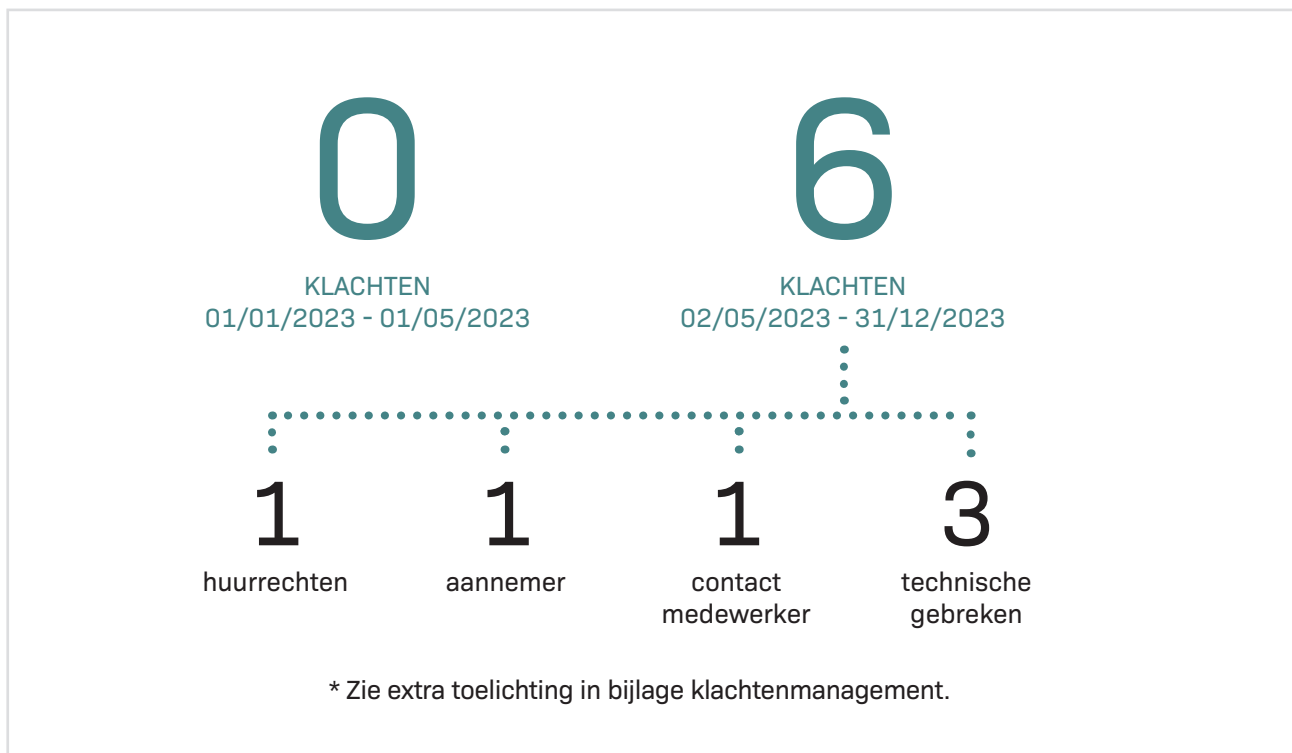 0
6
KLACHTEN
01/01/2023 - 01/05/2023
KLACHTEN
02/05/2023 - 31/12/2023
1
huurrechten
1
aannemer
1
contact
medewerker
3
technische
gebreken
* Zie extra toelichting in bijlage klachtenmanagement.